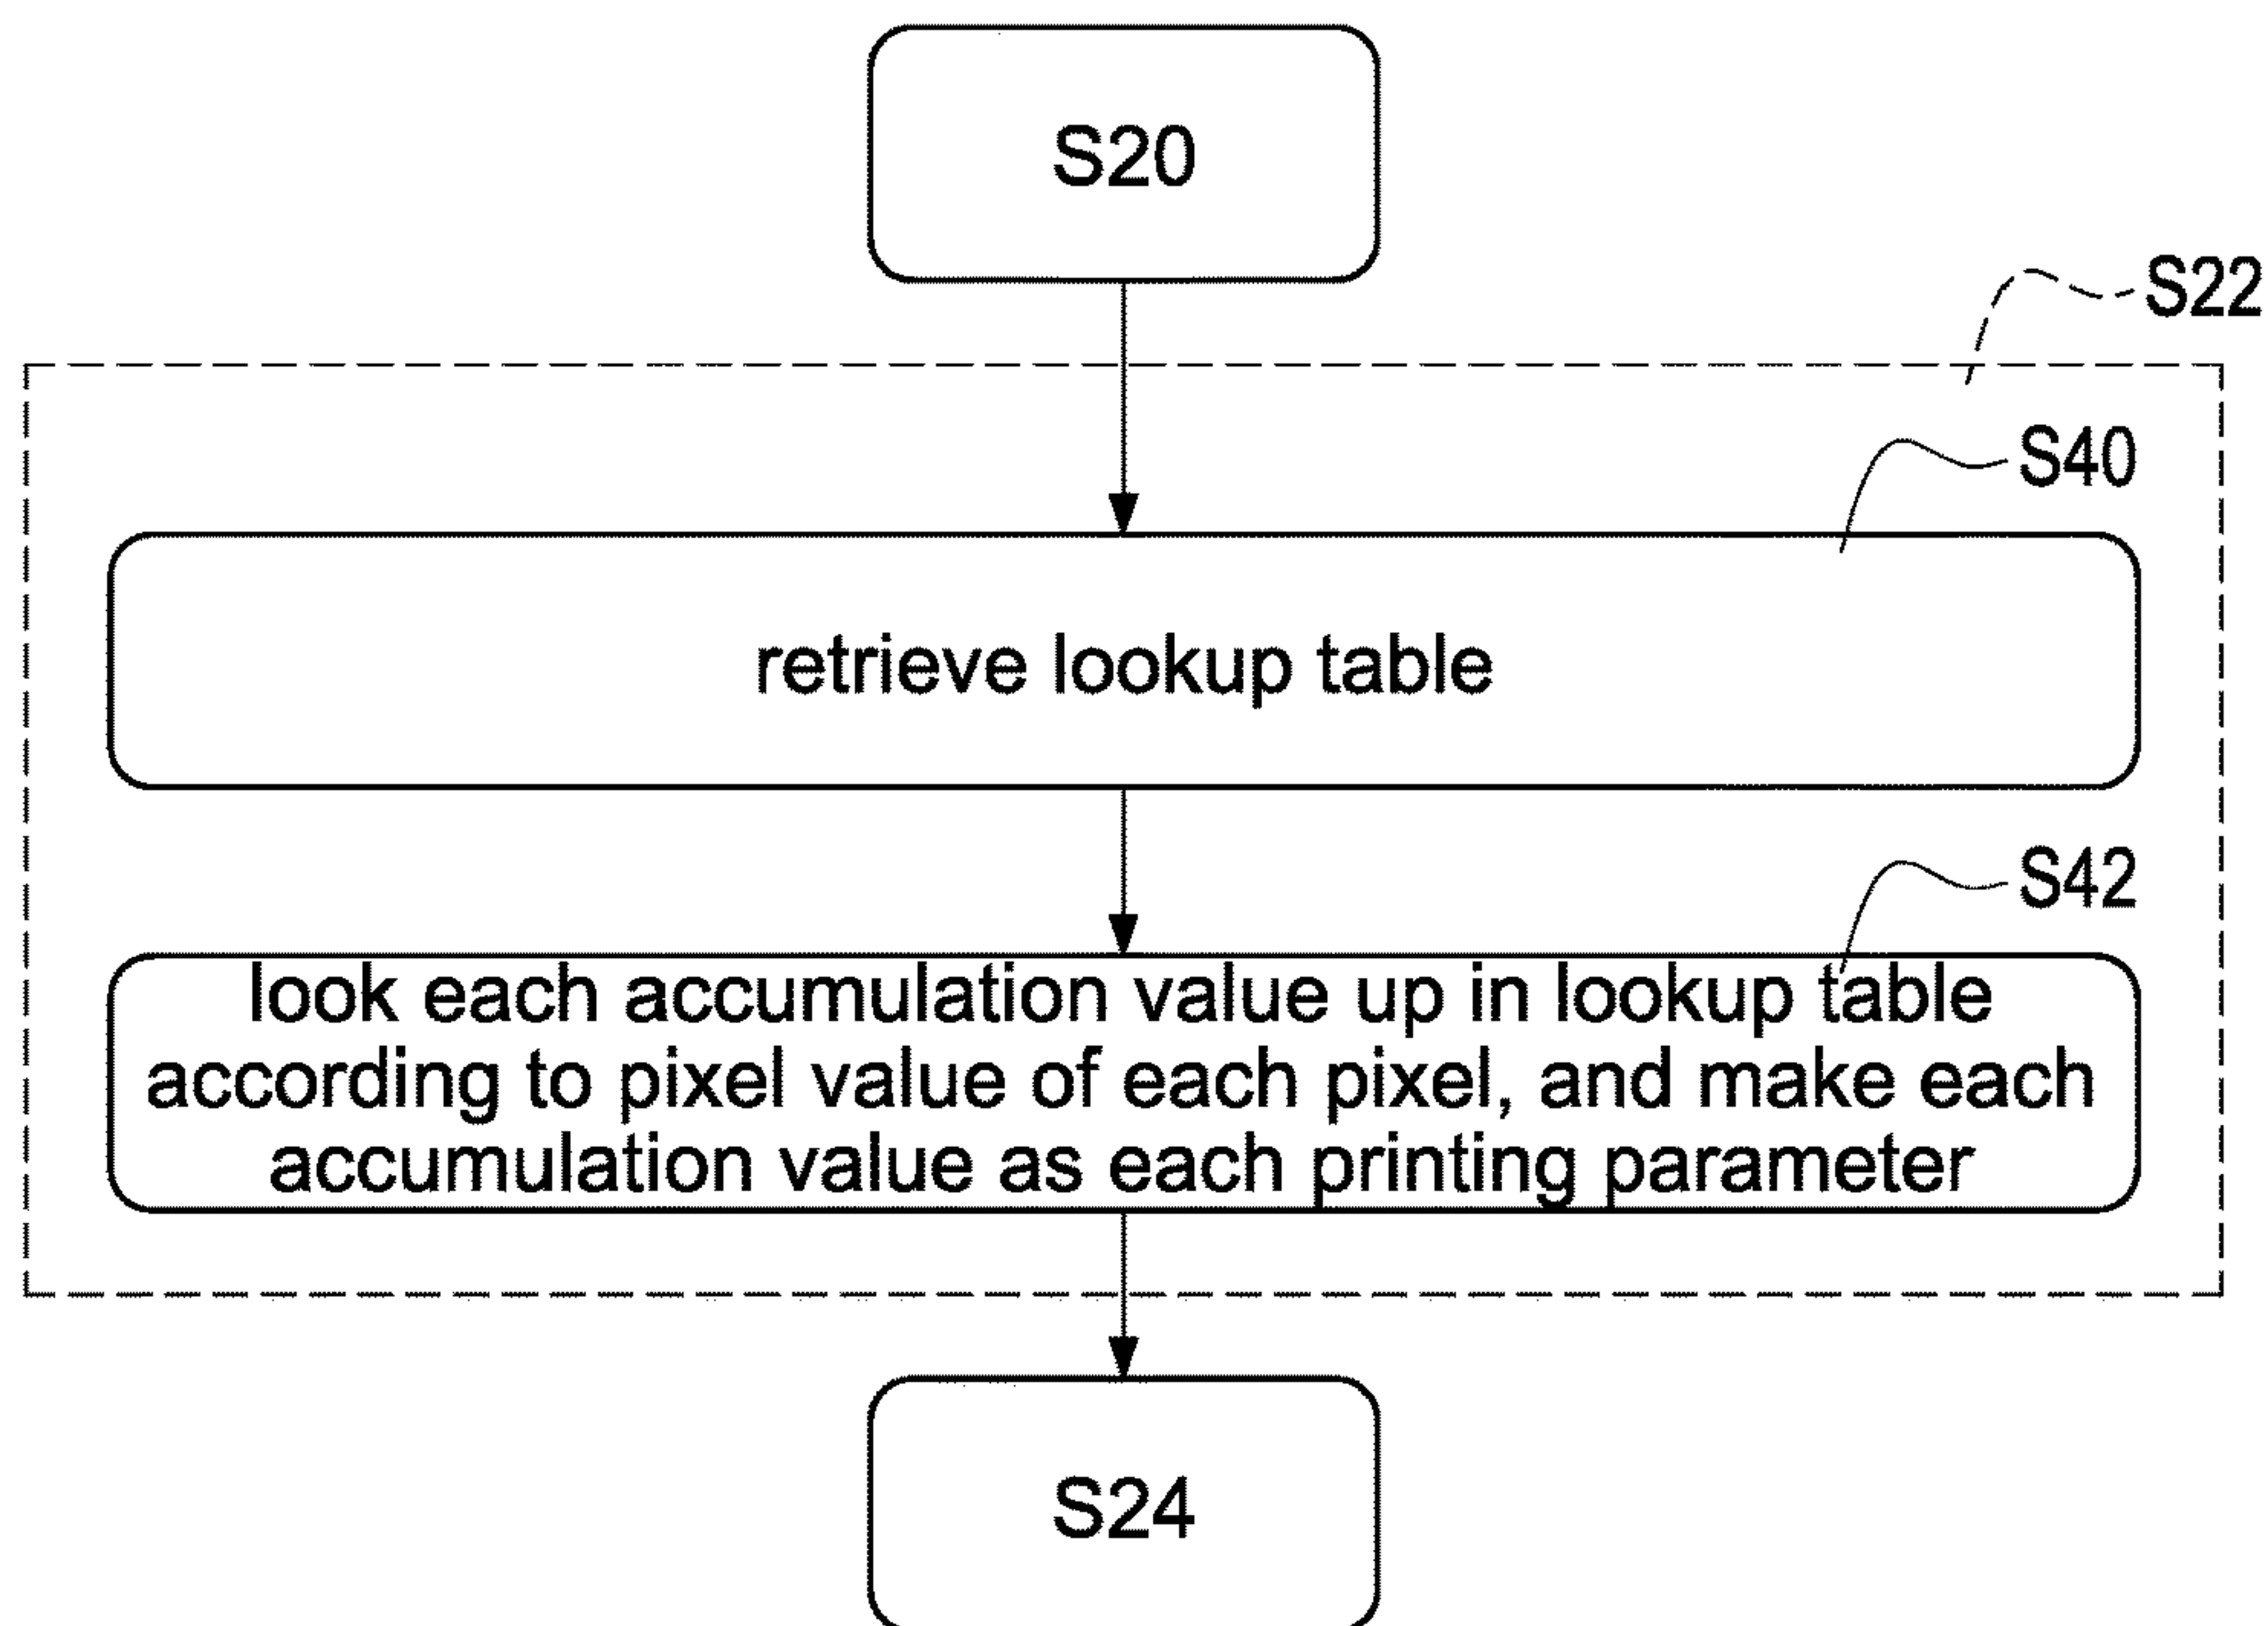 S20
S22
S40
retrieve lookup table
S42
look each accumulation value up in lookup table
according to pixel value of each pixel, and make each
accumulation value as each printing parameter
S24